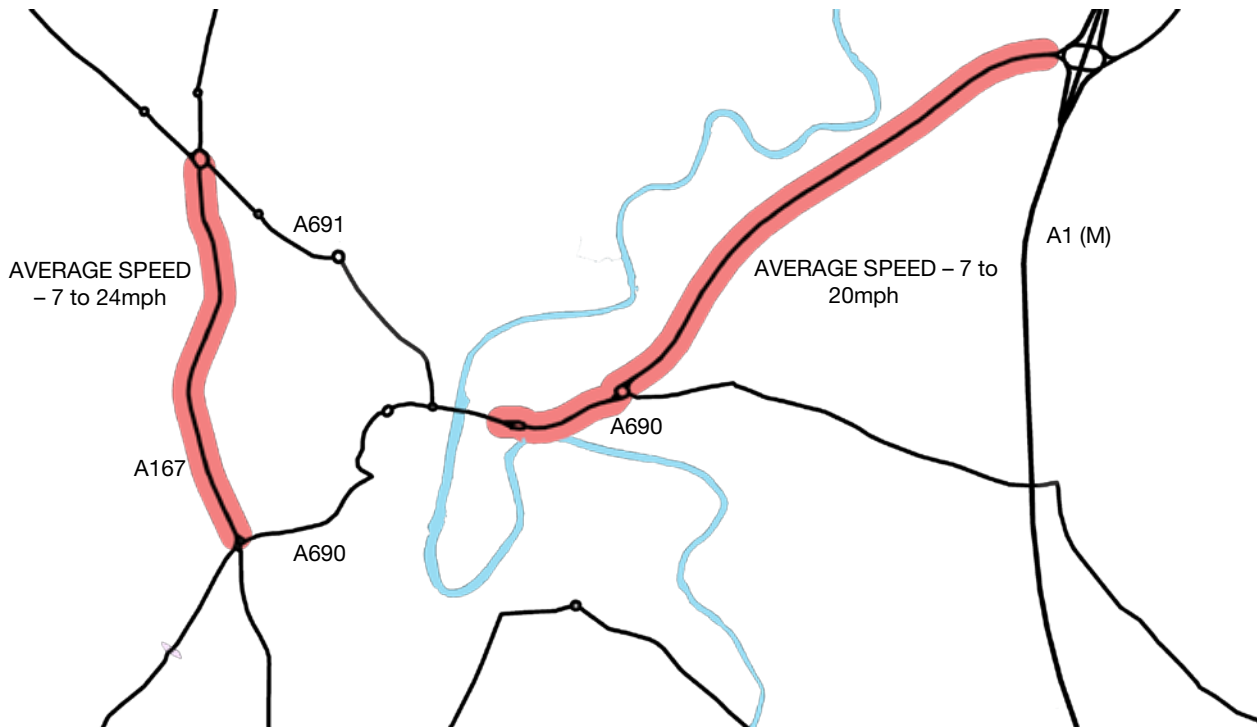 A691
A1 (M)
AVERAGE SPEED
– 7 to 24mph
AVERAGE SPEED – 7 to
20mph
A690
A167
A690